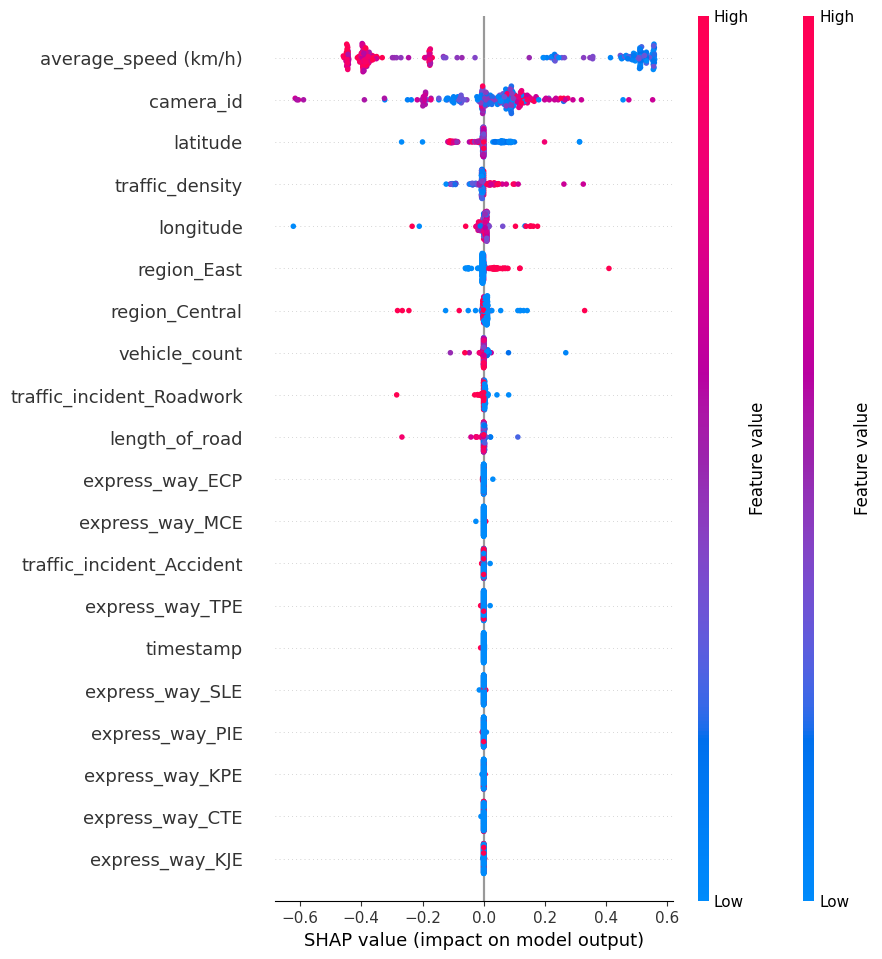 High
High
average_speed (km/h)
camera_id
latitude
traffic_density
longitude
region_East
region_Central
vehicle_count
traffic_incident_Roadwork
length_of_road
express_way_ECP
express_way_MCE
traffic_incident_Accident
express_way_TPE
timestamp
express_way_SLE
express_way_PIE
express_way_KPE
express_way_CTE
express_way_KJE
Feature value
Feature value
Low
Low
−0.6 −0.4 −0.2 0.0 0.2 0.4 0.6
SHAP value (impact on model output)